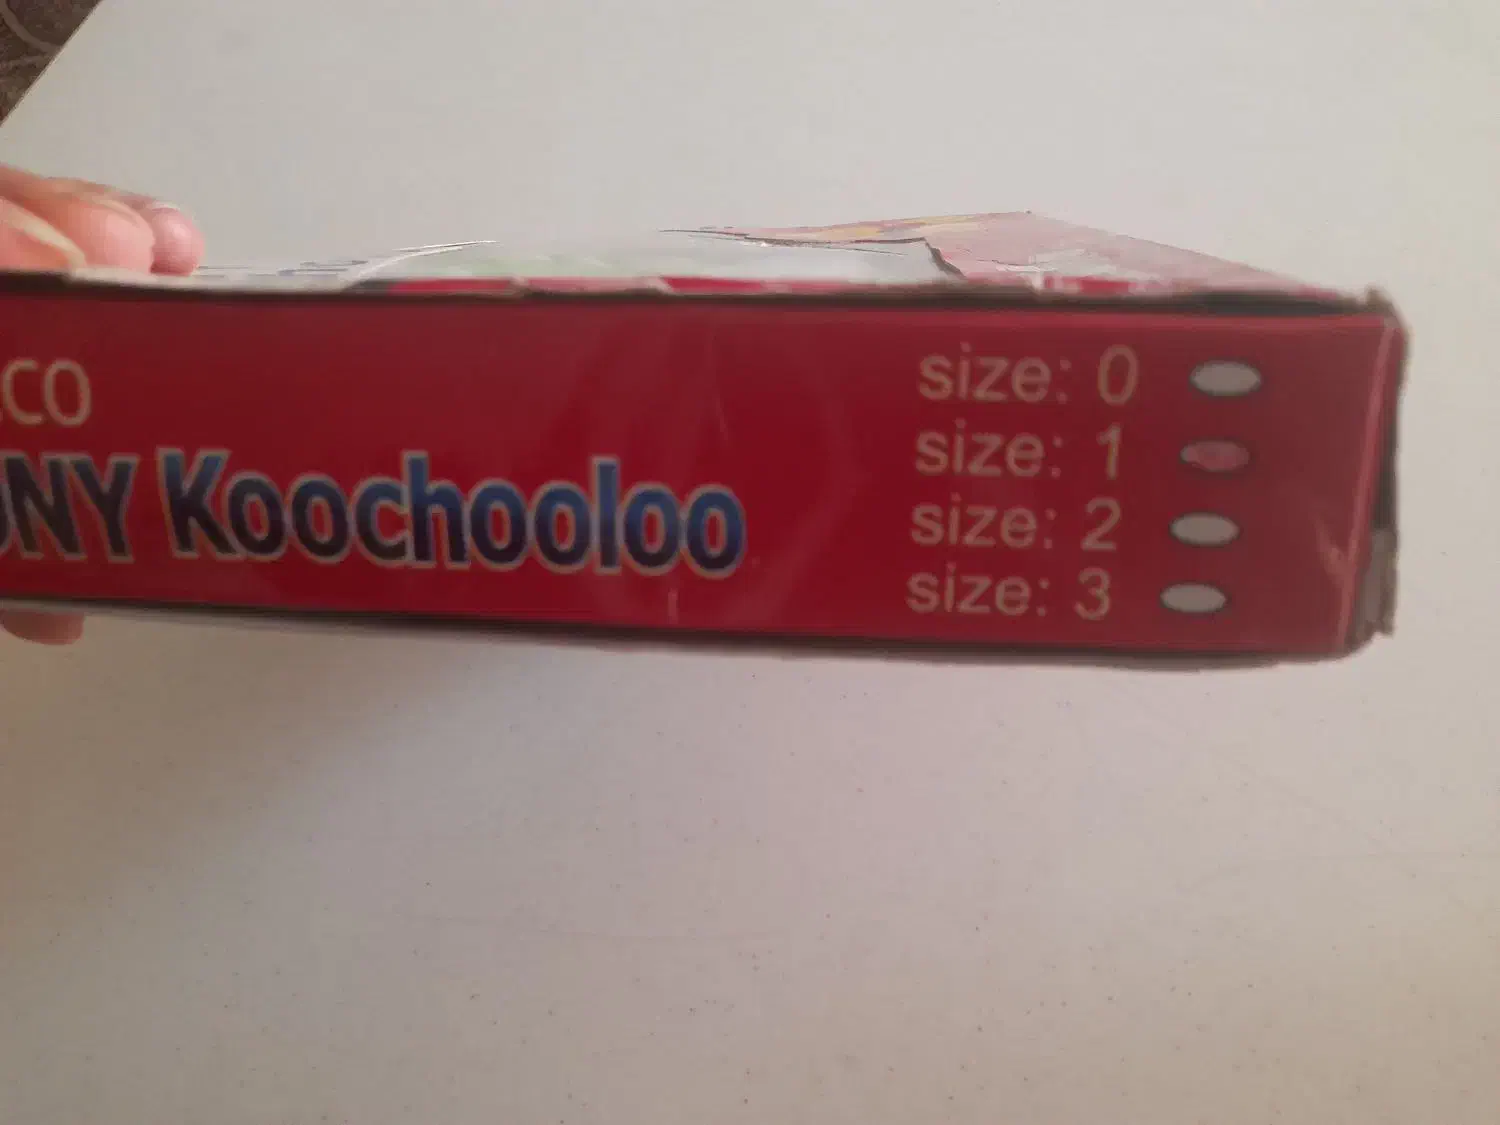 CO
NY Koochooloo
size: 0
size: 1
size: 2
size: 3